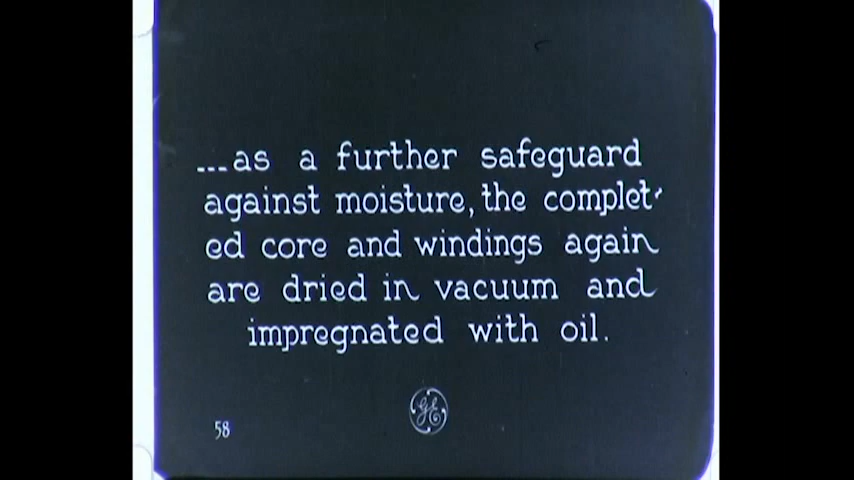 ...as a further safeguard
against moisture, the complet-
ed core and windings again
are dried in vacuum and
impregnated with oil.
GE
58